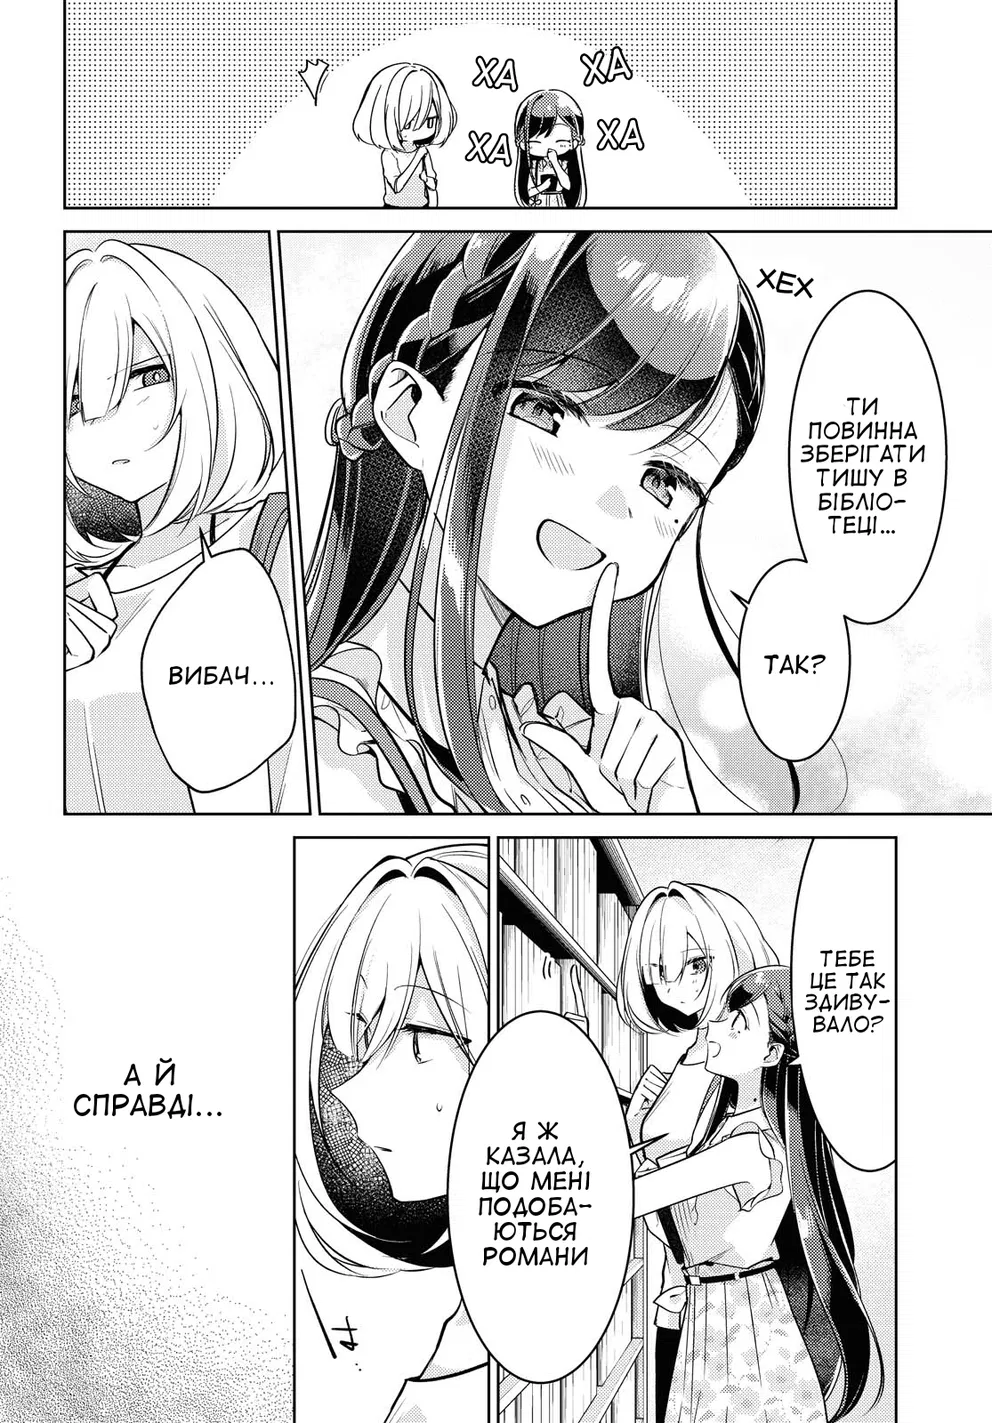 ХА
ХА
ХА
ХА
ХЕХ
ТИ
ПОВИННА
ЗБЕРІГАТИ
ТИШУ В
БІБЛІО-
ТЕЦІ...
ТАК?
ВИБАЧ...
ТЕБЕ
ЦЕ ТАК
ЗДИВУ-
ВАЛО?
Я Ж
КАЗАЛА,
ЩО МЕНІ
ПОДОБА-
ЮТЬСЯ
РОМАНИ
А Й
СПРАВДІ...